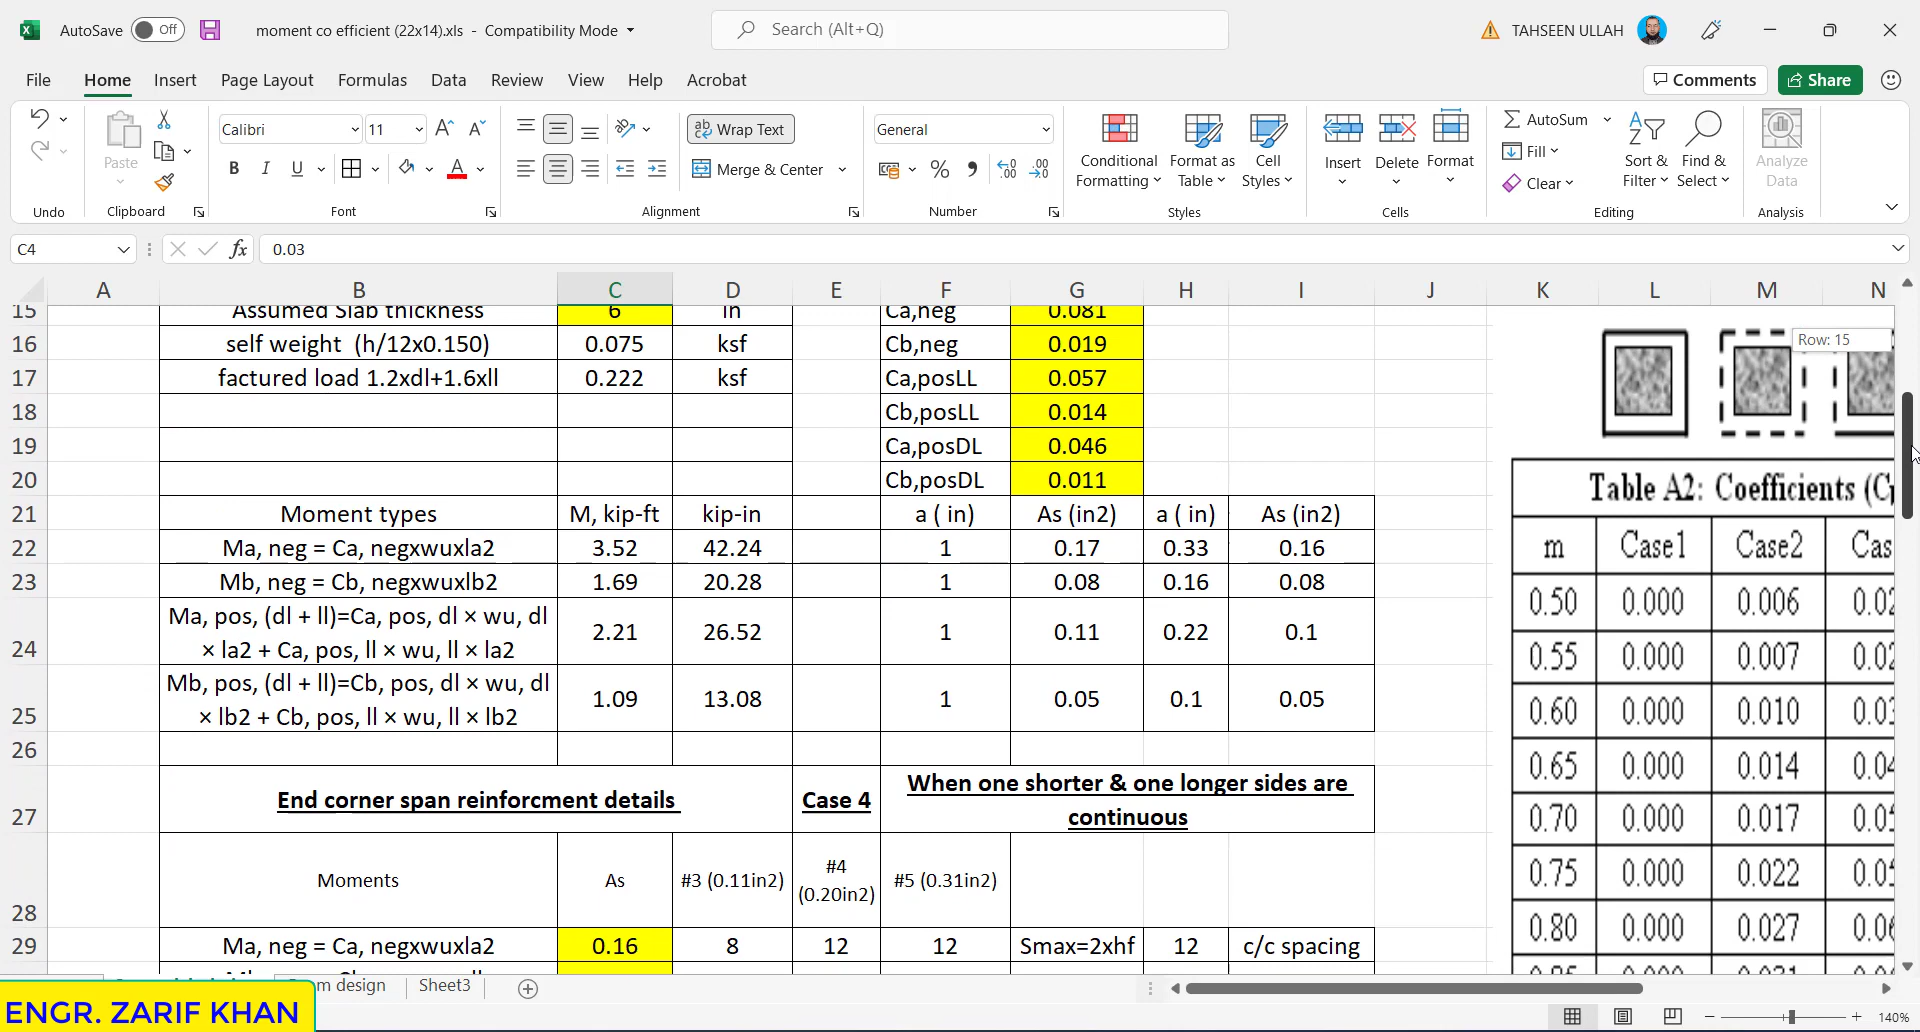 AutoSave Off moment co efficient (22x14).xls - Compatibility Mode Search (Alt+Q) TAHSEEN ULLAH
File Home Insert Page Layout Formulas Data Review View Help Acrobat Comments Share
Calibri 11 Wrap Text General AutoSum
Paste Conditional Formatting Format as Table Cell Styles Insert Delete Format Fill Sort & Filter Find & Select Analyze Data
B I U Merge & Center % Clear
Undo Clipboard Font Alignment Number Styles Cells Editing Analysis
C4 fx 0.03
A B C D E F G H I J K L M N
15 Assumed Slab thickness 6 in Ca,neg 0.081
16 self weight (h/12x0.150) 0.075 ksf Cb,neg 0.019
Row: 15
17 factured load 1.2xdl+1.6xll 0.222 ksf Ca,posLL 0.057
18 Cb,posLL 0.014
19 Ca,posDL 0.046
20 Cb,posDL 0.011
21 Moment types M, kip-ft kip-in a ( in) As (in2) a ( in) As (in2)
22 Ma, neg = Ca, negxwuxla2 3.52 42.24 1 0.17 0.33 0.16
23 Mb, neg = Cb, negxwuxlb2 1.69 20.28 1 0.08 0.16 0.08
24 Ma, pos, (dl + ll)=Ca, pos, dl × wu, dl
× la2 + Ca, pos, ll × wu, ll × la2 2.21 26.52 1 0.11 0.22 0.1
25 Mb, pos, (dl + ll)=Cb, pos, dl × wu, dl
× lb2 + Cb, pos, ll × wu, ll × lb2 1.09 13.08 1 0.05 0.1 0.05
26
27 End corner span reinforcment details Case 4 When one shorter & one longer sides are
continuous
28 Moments As #3 (0.11in2) #4 (0.20in2) #5 (0.31in2)
29 Ma, neg = Ca, negxwuxla2 0.16 8 12 12 Smax=2xhf 12 c/c spacing
Table A2: Coefficients (C
m Case1 Case2 Cas
0.50 0.000 0.006 0.02
0.55 0.000 0.007 0.02
0.60 0.000 0.010 0.03
0.65 0.000 0.014 0.04
0.70 0.000 0.017 0.05
0.75 0.000 0.022 0.05
0.80 0.000 0.027 0.06
m design Sheet3
ENGR. ZARIF KHAN
140%